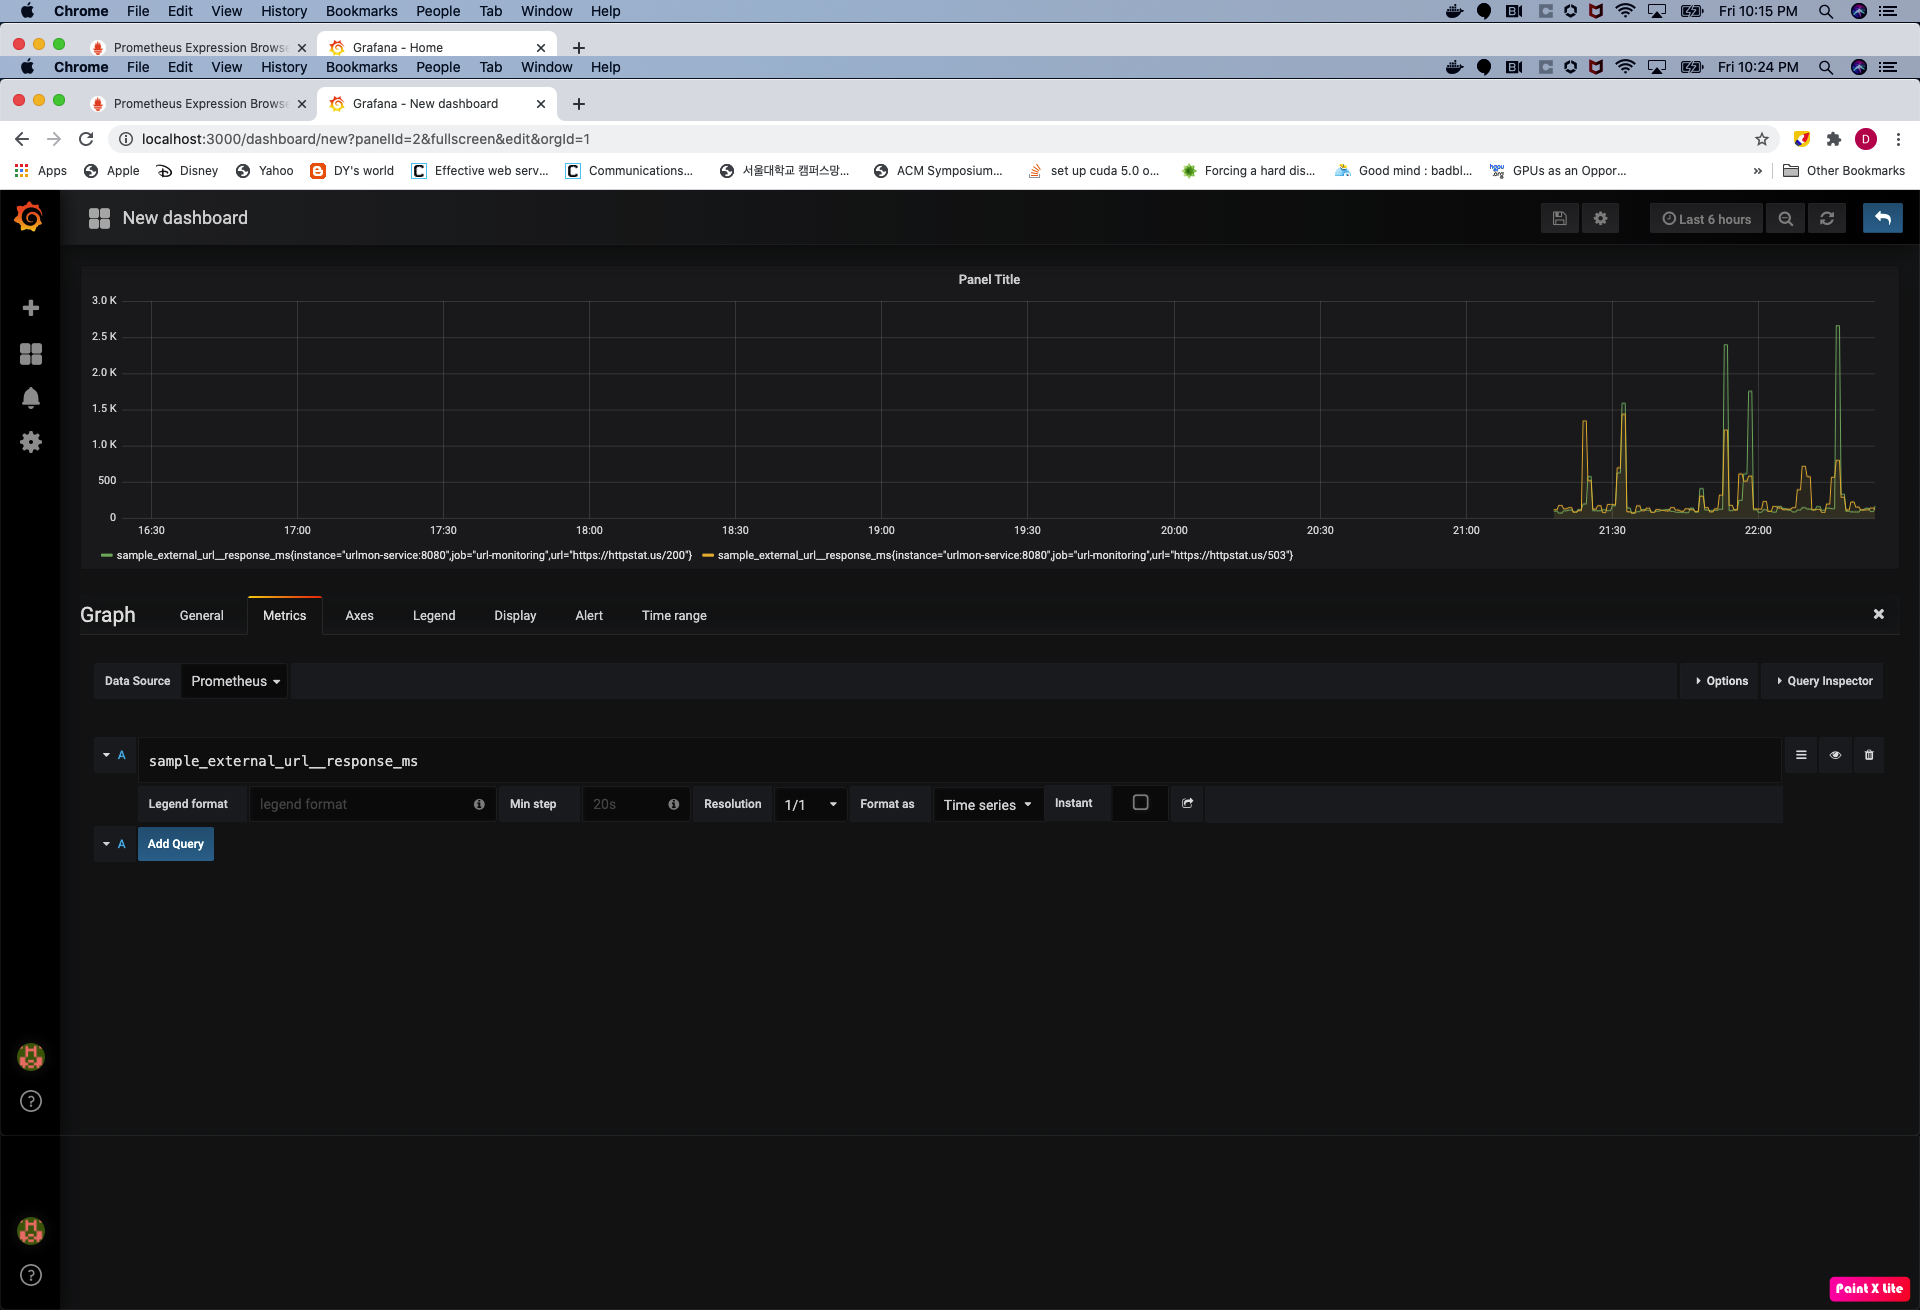 Chrome File Edit View History Bookmarks People Tab Window Help Fri 10:15 PM
Prometheus Expression Browse Grafana - Home
Chrome File Edit View History Bookmarks People Tab Window Help Fri 10:24 PM
Prometheus Expression Browse Grafana - New dashboard
localhost:3000/dashboard/new?panelId=2&fullscreen&edit&orgId=1 D
Apps Apple Disney Yahoo DY's world Effective web serv... Communications... 서울대학교 캠퍼스망... ACM Symposium... set up cuda 5.0 o... Forcing a hard dis... Good mind : badbl... GPUs as an Oppor... » Other Bookmarks
New dashboard Last 6 hours
Panel Title
3.0 K
2.5 K
2.0 K
1.5 K
1.0 K
500
0
16:30 17:00 17:30 18:00 18:30 19:00 19:30 20:00 20:30 21:00 21:30 22:00
sample_external_url__response_ms{instance="urlmon-service:8080",job="url-monitoring",url="https://httpstat.us/200"} sample_external_url__response_ms{instance="urlmon-service:8080",job="url-monitoring",url="https://httpstat.us/503"}
Graph General Metrics Axes Legend Display Alert Time range
Data Source Prometheus Options Query Inspector
A sample_external_url__response_ms
Legend format legend format Min step 20s Resolution 1/1 Format as Time series Instant
A Add Query
Paint X Lite